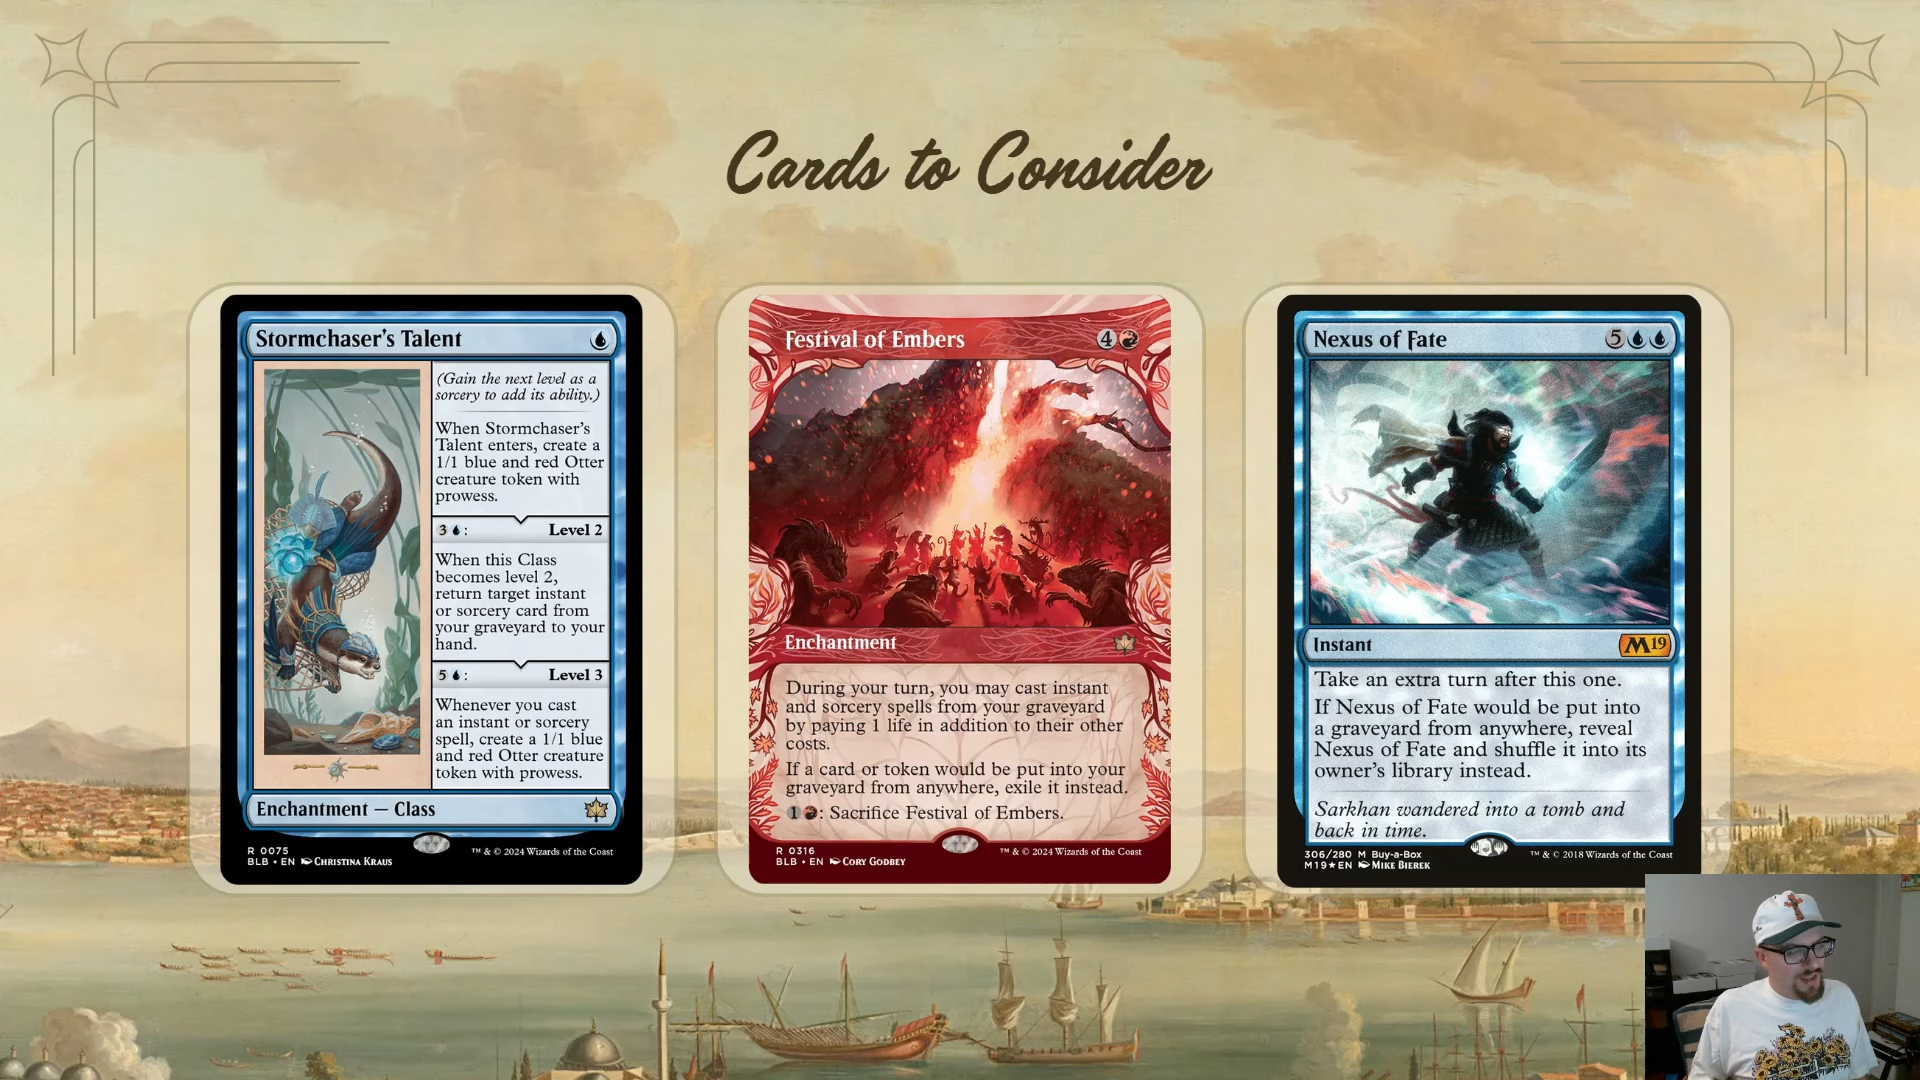 Cards to Consider
Stormchaser's Talent
(Gain the next level as a
sorcery to add its ability.)
When Stormchaser's
Talent enters, create a
1/1 blue and red Otter
creature token with
prowess.
3 : Level 2
When this Class
becomes level 2,
return target instant
or sorcery card from
your graveyard to your
hand.
5 : Level 3
Whenever you cast
an instant or sorcery
spell, create a 1/1 blue
and red Otter creature
token with prowess.
Enchantment — Class
R 0075
BLB • EN Christina Kraus
™ & © 2024 Wizards of the Coast
Festival of Embers 4
Enchantment
During your turn, you may cast instant
and sorcery spells from your graveyard
by paying 1 life in addition to their other
costs.
If a card or token would be put into your
graveyard from anywhere, exile it instead.
1 : Sacrifice Festival of Embers.
R 0316
BLB • EN Cory Godbey
™ & © 2024 Wizards of the Coast
Nexus of Fate 5
Instant M19
Take an extra turn after this one.
If Nexus of Fate would be put into
a graveyard from anywhere, reveal
Nexus of Fate and shuffle it into its
owner's library instead.
Sarkhan wandered into a tomb and
back in time.
306/280 M Buy-a-Box
M19★EN Mike Bierek
™ & © 2018 Wizards of the Coast